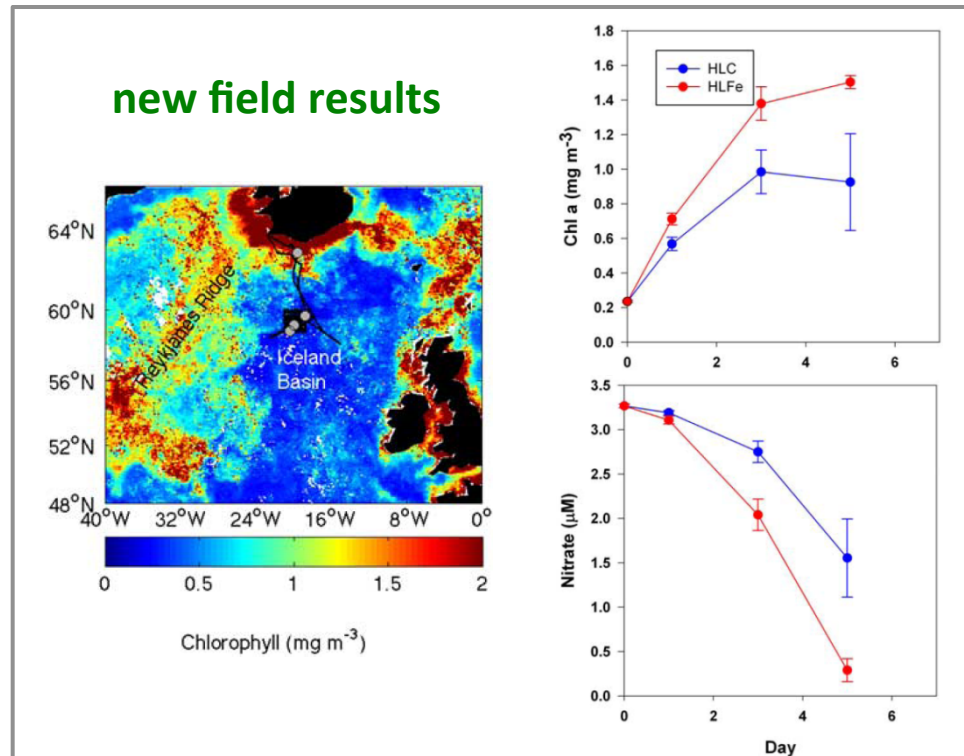 new field results
64°N
60°N
56°N
52°N
48°N
Reykjanes Ridge
Iceland
Basin
40°W 32°W 24°W 16°W 8°W 0°
0 0.5 1 1.5 2
Chlorophyll (mg m-3)
1.8
1.6
1.4
1.2
1.0
0.8
0.6
0.4
0.2
0.0
Chl a (mg m-3)
HLC
HLFe
0 2 4 6
3.5
3.0
2.5
2.0
1.5
1.0
0.5
0.0
Nitrate (µM)
0 2 4 6
Day